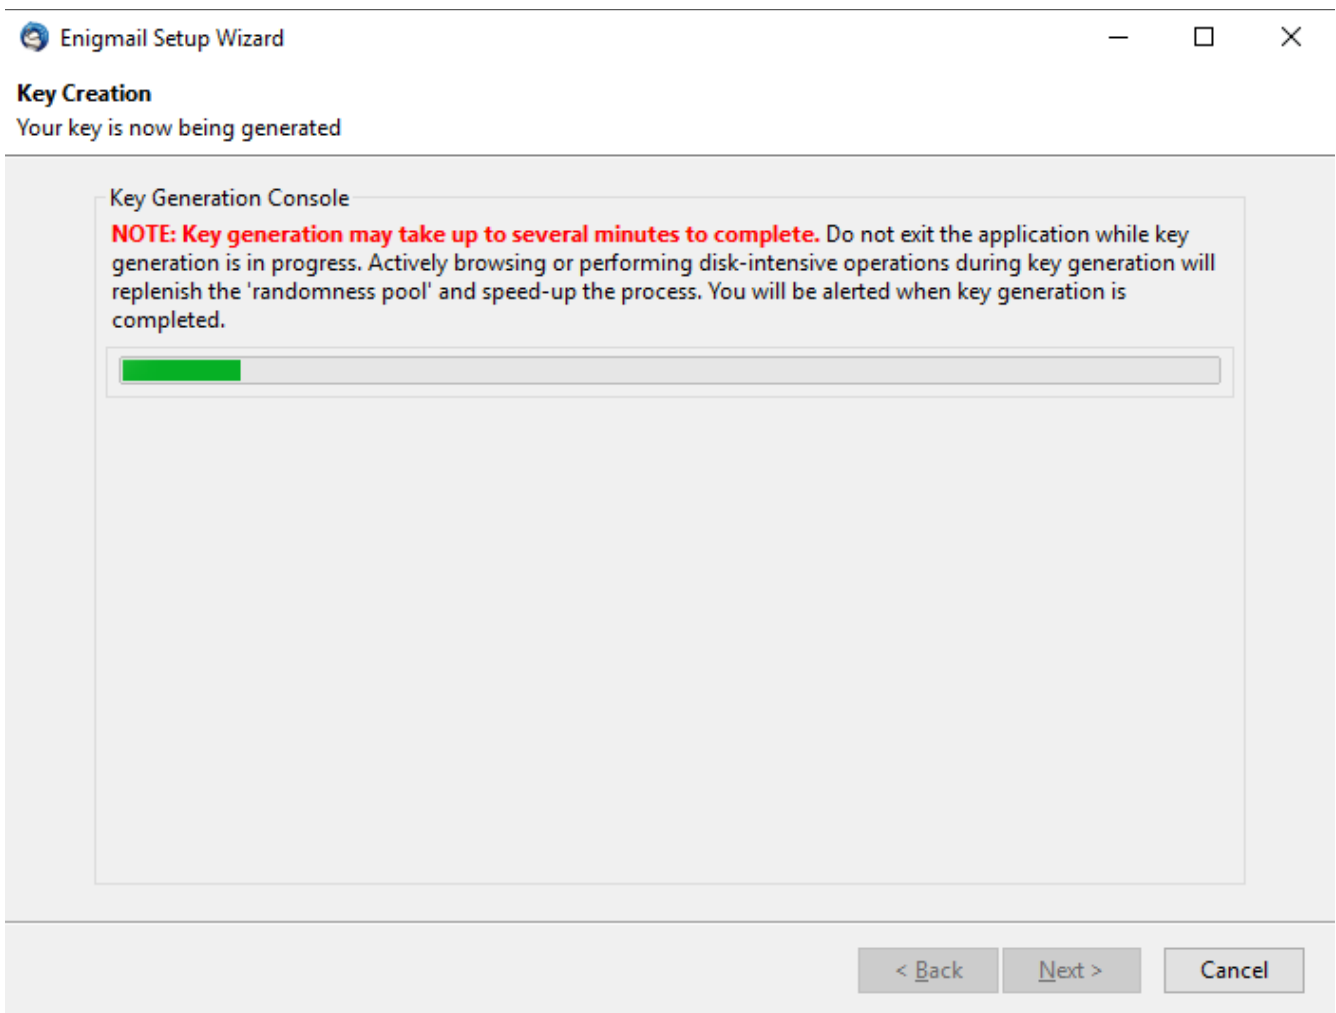 Enigmail Setup Wizard
Key Creation
Your key is now being generated
Key Generation Console
NOTE: Key generation may take up to several minutes to complete. Do not exit the application while key
generation is in progress. Actively browsing or performing disk-intensive operations during key generation will
replenish the 'randomness pool' and speed-up the process. You will be alerted when key generation is
completed.
< Back
Next >
Cancel